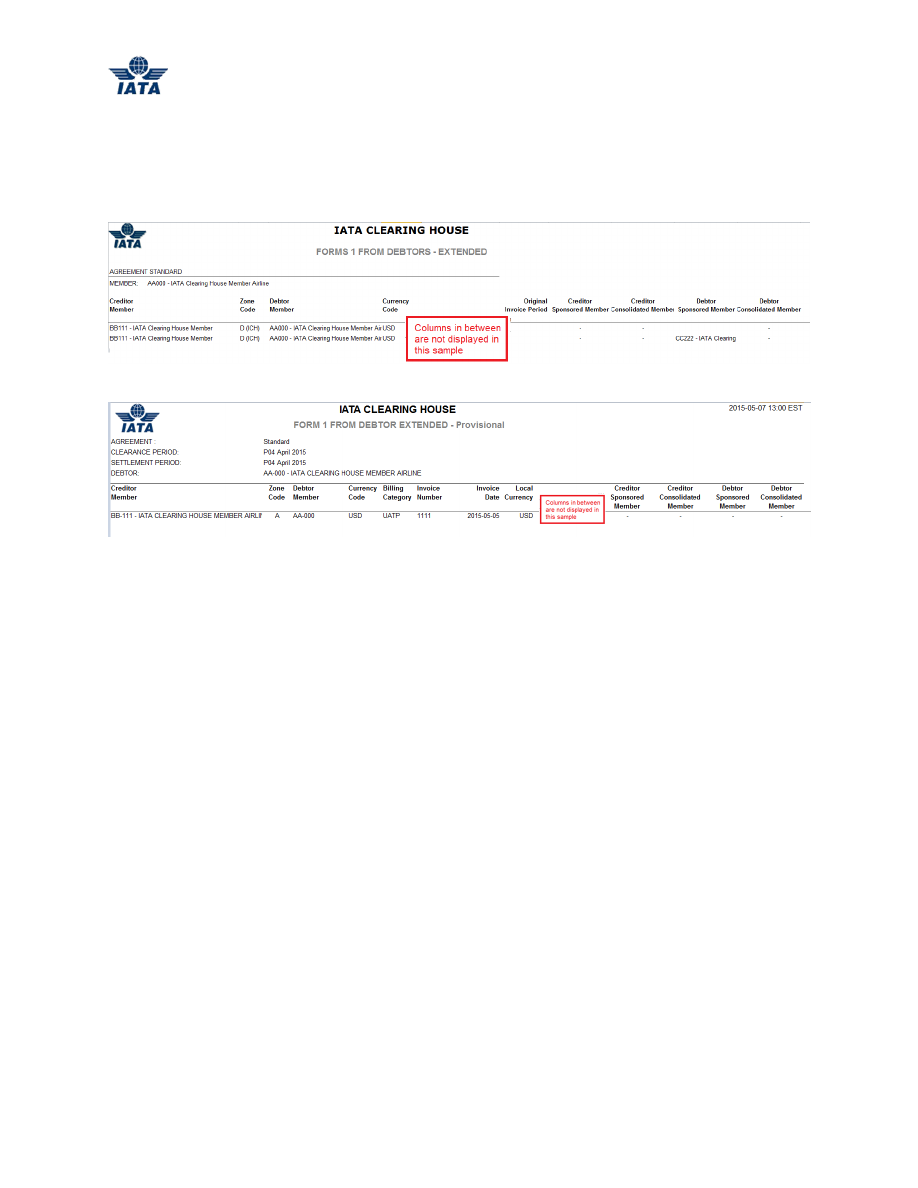 IATA
IATA
IATA CLEARING HOUSE
FORMS 1 FROM DEBTORS - EXTENDED
AGREEMENT STANDARD
MEMBER: AA000 - IATA Clearing House Member Airline
Creditor Zone Debtor Currency Original Creditor Creditor Debtor Debtor
Member Code Member Code Invoice Period Sponsored Member Consolidated Member Sponsored Member Consolidated Member
BB111 - IATA Clearing House Member D (ICH) AA000 - IATA Clearing House Member Air USD - - -
BB111 - IATA Clearing House Member D (ICH) AA000 - IATA Clearing House Member Air USD - - CC222 - IATA Clearing -
Columns in between
are not displayed in
this sample
IATA
IATA CLEARING HOUSE
2015-05-07 13:00 EST
FORM 1 FROM DEBTOR EXTENDED - Provisional
AGREEMENT : Standard
CLEARANCE PERIOD: P04 April 2015
SETTLEMENT PERIOD: P04 April 2015
DEBTOR: AA-000 - IATA CLEARING HOUSE MEMBER AIRLINE
Creditor Zone Debtor Currency Billing Invoice Invoice Local Creditor Creditor Debtor Debtor
Member Code Member Code Category Number Date Currency Sponsored Consolidated Sponsored Consolidated
Member Member Member Member
BB-111 - IATA CLEARING HOUSE MEMBER AIRLI A AA-000 USD UATP 1111 2015-05-05 USD - - - -
Columns in between
are not displayed in
this sample